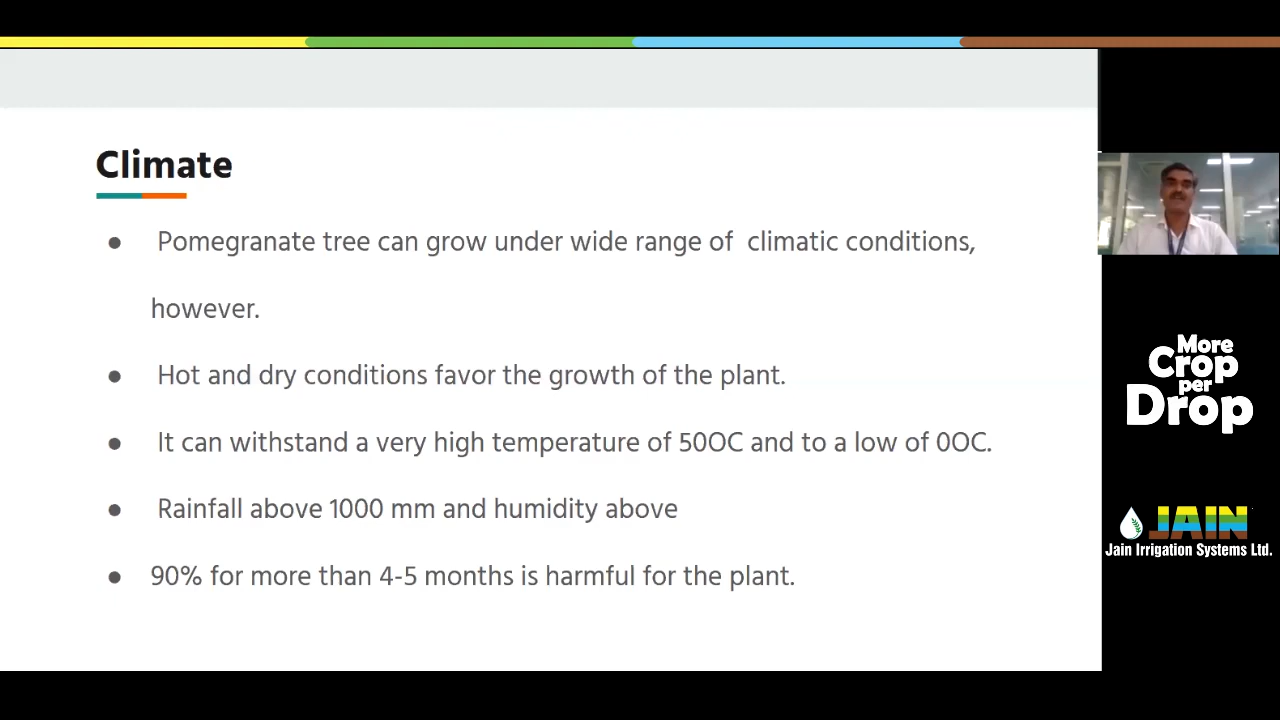 Climate
● Pomegranate tree can grow under wide range of climatic conditions,
however.
● Hot and dry conditions favor the growth of the plant.
● It can withstand a very high temperature of 50OC and to a low of 0OC.
● Rainfall above 1000 mm and humidity above
● 90% for more than 4-5 months is harmful for the plant.
More
Crop
per
Drop
JAIN
Jain Irrigation Systems Ltd.